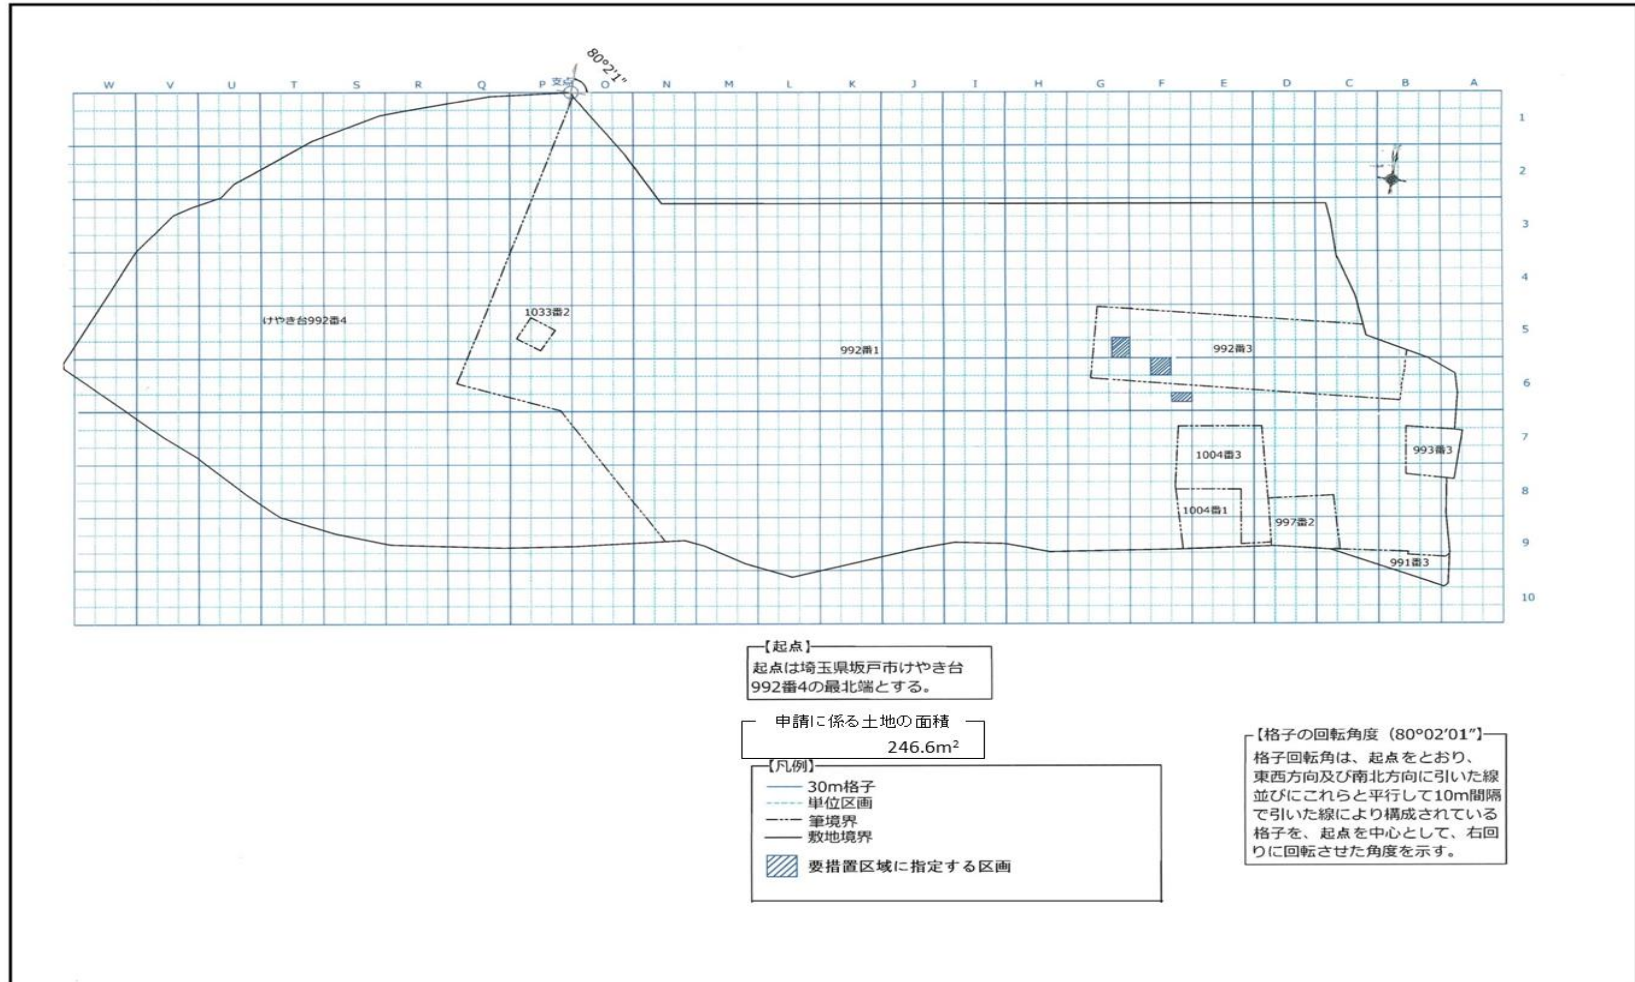 80°2'1"
W V U T S R Q P 支点 O N M L K J I H G F E D C B A
1
2
3
4
1033番2
けやき台992番4
5
992番1
992番3
6
7
993番3
1004番3
8
1004番1
997番2
9
991番3
10
【起点】
起点は埼玉県坂戸市けやき台
992番4の最北端とする。
申請に係る土地の面積
246.6m²
【凡例】
30m格子
単位区画
筆境界
敷地境界
要措置区域に指定する区画
【格子の回転角度（80°02'01"】
格子回転角は、起点をとおり、
東西方向及び南北方向に引いた線
並びにこれらと平行して10m間隔
で引いた線により構成されている
格子を、起点を中心として、右回
りに回転させた角度を示す。